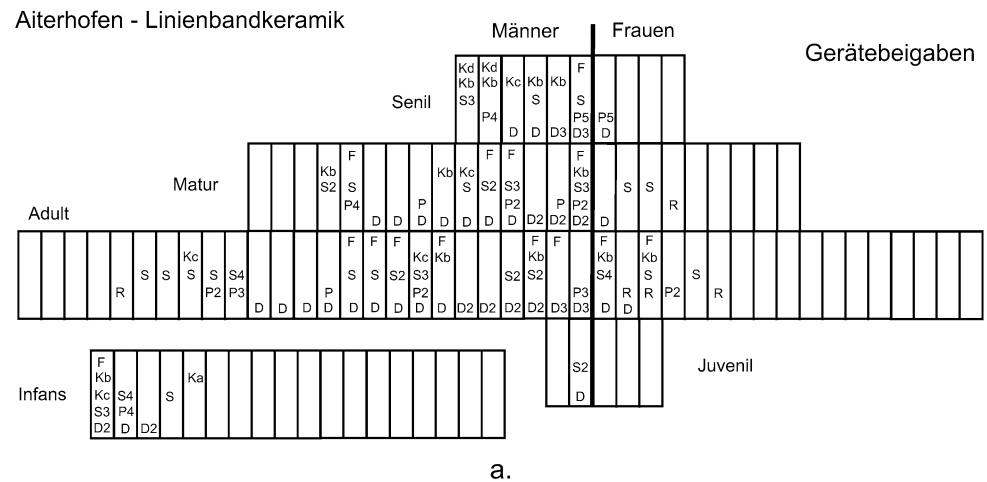 Aiterhofen - Linienbandkeramik
Männer Frauen
Gerätebeigaben
Senil
Kd Kd Kc Kb Kb F
Kb Kb
S3 S S
P4 P5 P5
D D D3 D3 D
Matur
F F F F
Kb Kb Kc Kb
S2 S S S2 S3 S3 S S
P4 P P2 P P2 R
D D D D D D D D2 D2 D2 D
Adult
F F F F F F F F
Kc Kc Kb Kb Kb Kb
S S S S S4 S S S2 S3 S2 S2 S4 S S
R P2 P3 P P2 P3 R R P2 R
D D D D D D D D D D2 D2 D2 D2 D3 D3 D D
Juvenil
S2
D
Infans
F
Kb Ka
Kc S4 S
S3 P4
D2 D D2
a.